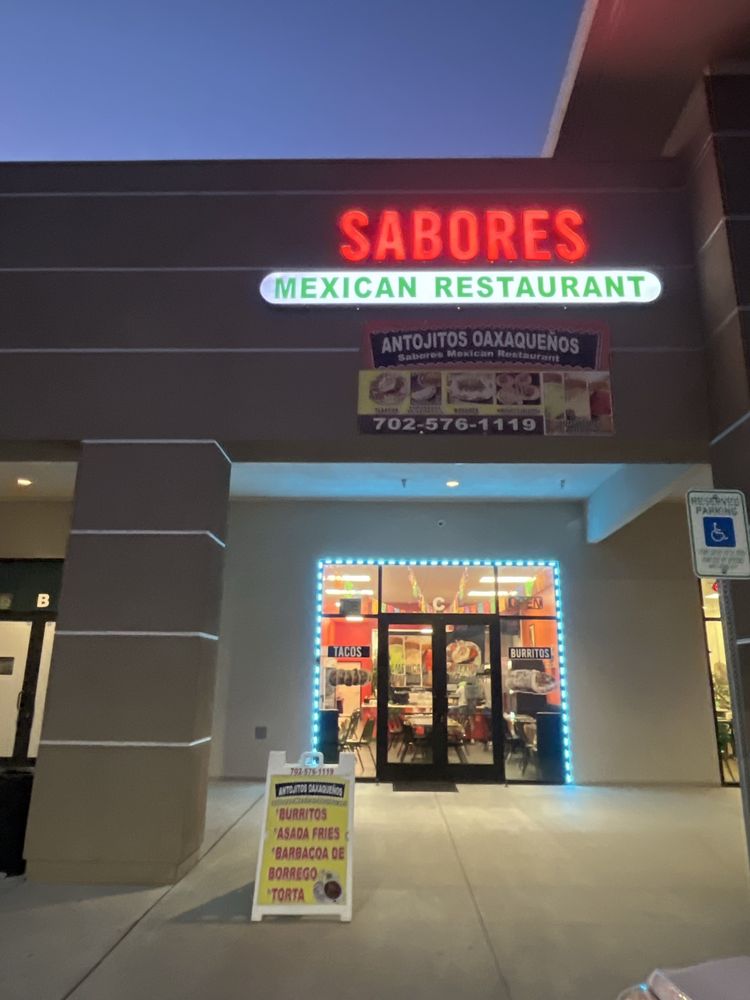 SABORES
MEXICAN RESTAURANT
ANTOJITOS OAXAQUEÑOS
Sabores Mexican Restaurant
702-576-1119
RESERVED
PARKING
B
C
OPEN
TACOS
BURRITOS
702-576-1119
ANTOJITOS OAXAQUEÑOS
*BURRITOS
*ASADA FRIES
*BARBACOA DE
BORREGO
*TORTA